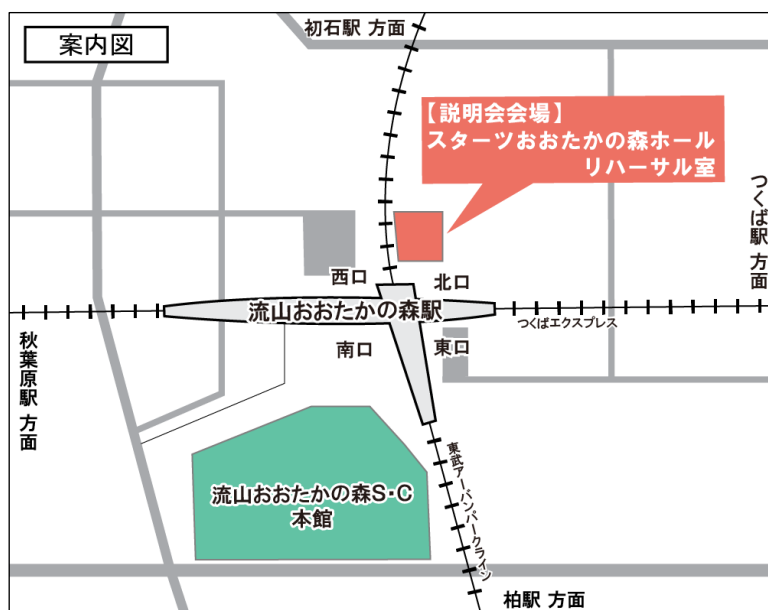 案内図
初石駅 方面
【説明会会場】
スターツおおたかの森ホール
リハーサル室
つくば駅 方面
西口
北口
流山おおたかの森駅
つくばエクスプレス
南口
東口
秋葉原駅 方面
東武アーバンパークライン
流山おおたかの森S・C
本館
柏駅 方面